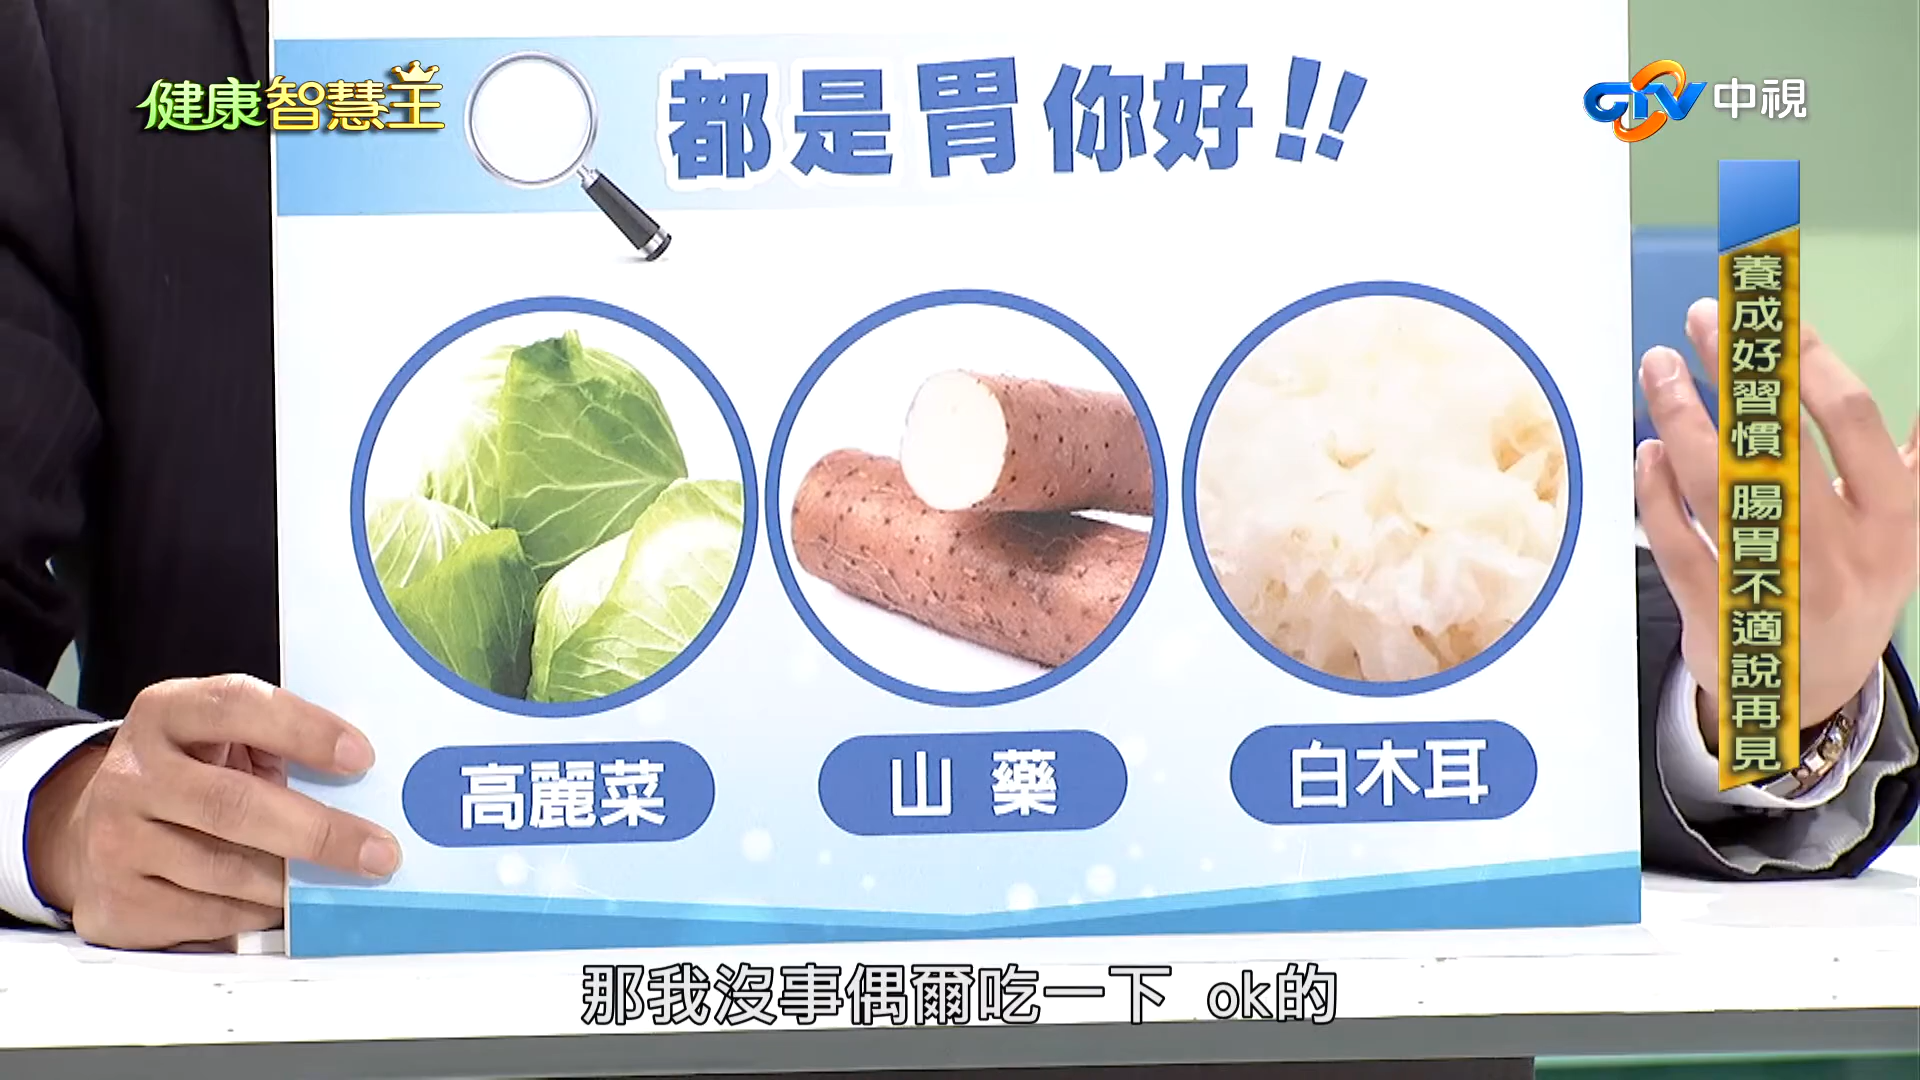 健康智慧王
都是胃你好!!
CTV中視
養成好習慣 腸胃不適說再見
高麗菜
山藥
白木耳
那我沒事偶爾吃一下 ok的